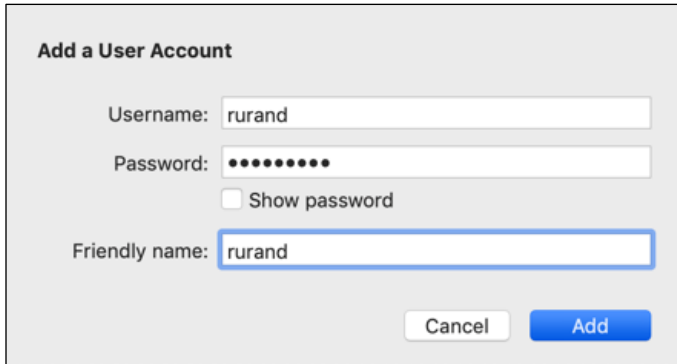 Add a User Account
Username: rurand
Password: •••••••••
Show password
Friendly name: rurand
Cancel Add